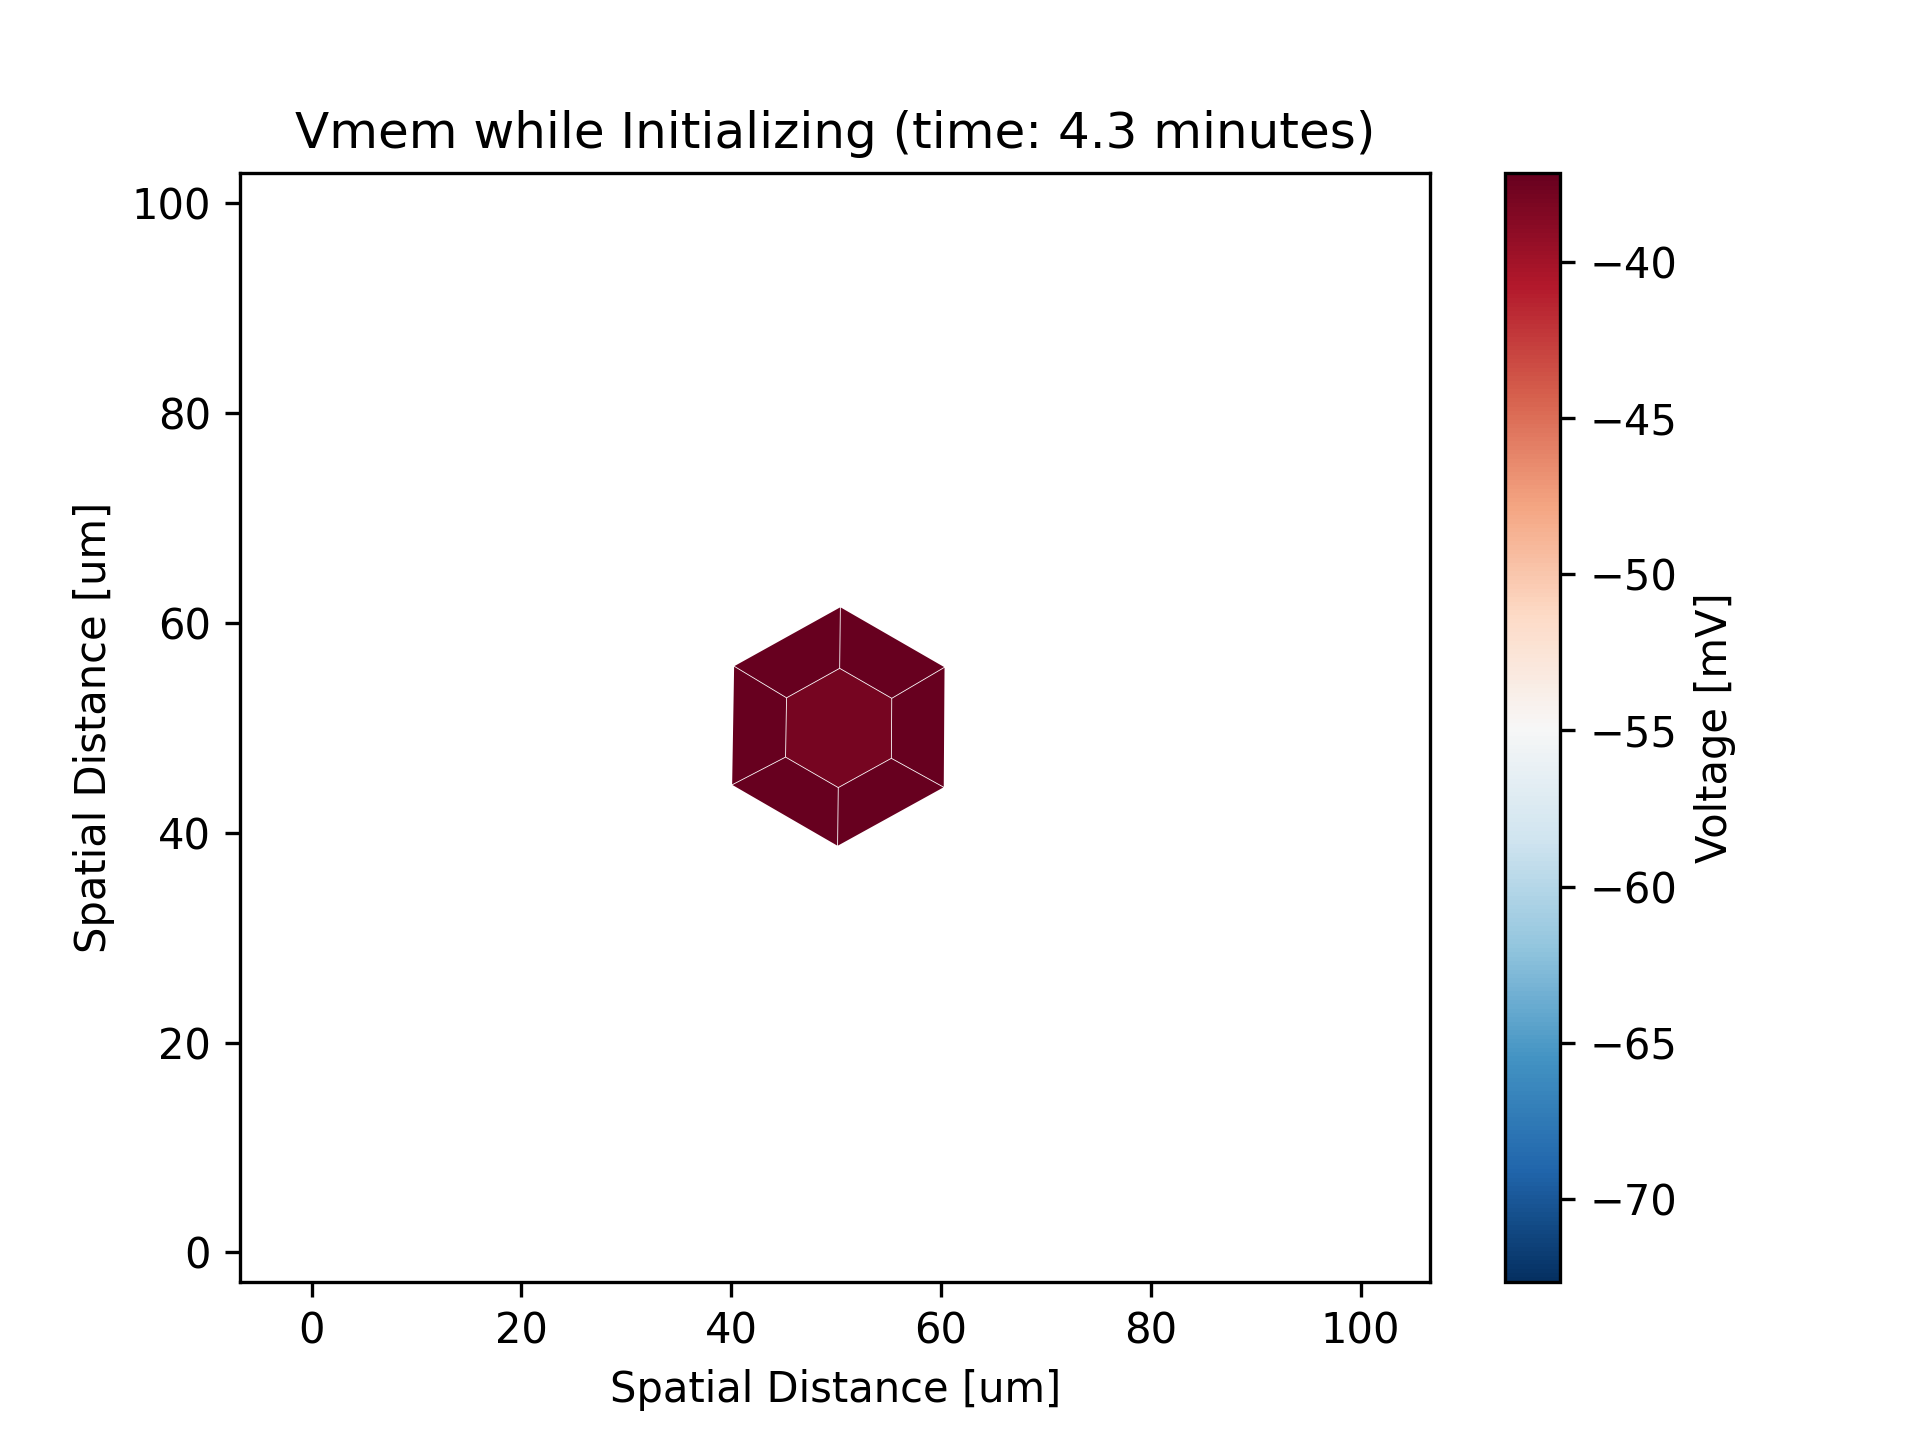 Vmem while Initializing (time: 4.3 minutes)
100
80
60
40
20
0
Spatial Distance [um]
0 20 40 60 80 100
Spatial Distance [um]
−40
−45
−50
−55
−60
−65
−70
Voltage [mV]